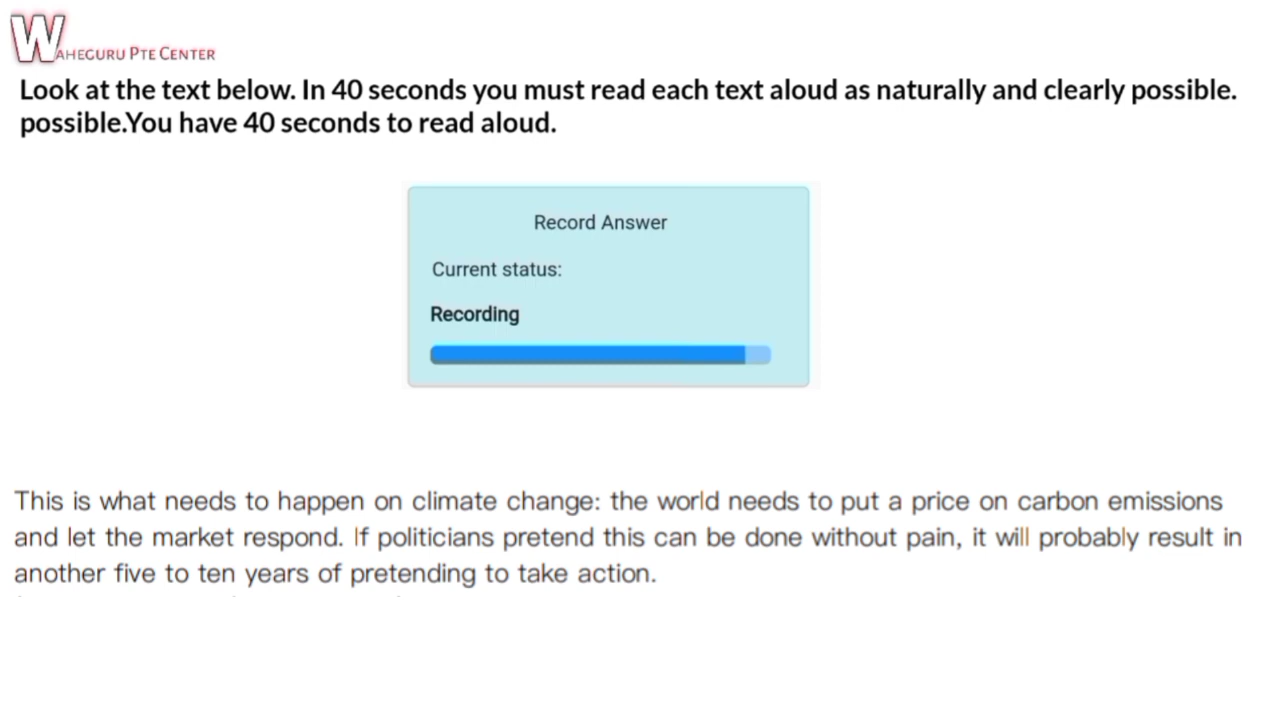 WAHEGURU PTE CENTER
Look at the text below. In 40 seconds you must read each text aloud as naturally and clearly possible.
possible.You have 40 seconds to read aloud.
Record Answer
Current status:
Recording
This is what needs to happen on climate change: the world needs to put a price on carbon emissions
and let the market respond. If politicians pretend this can be done without pain, it will probably result in
another five to ten years of pretending to take action.